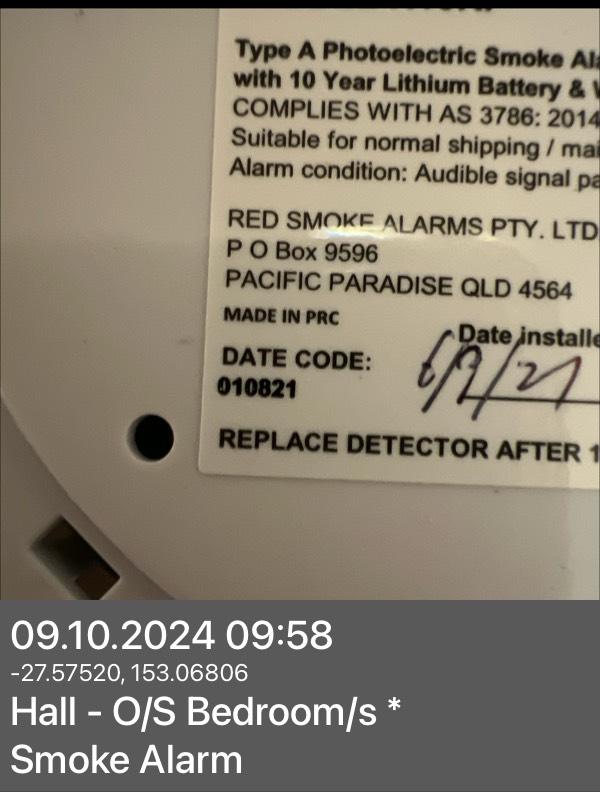 Type A Photoelectric Smoke Ala
with 10 Year Lithium Battery &
COMPLIES WITH AS 3786: 2014
Suitable for normal shipping / mai
Alarm condition: Audible signal pa
RED SMOKE ALARMS PTY. LTD
P O Box 9596
PACIFIC PARADISE QLD 4564
MADE IN PRC
Date installe
DATE CODE:
010821
REPLACE DETECTOR AFTER 1
09.10.2024 09:58
-27.57520, 153.06806
Hall - O/S Bedroom/s *
Smoke Alarm